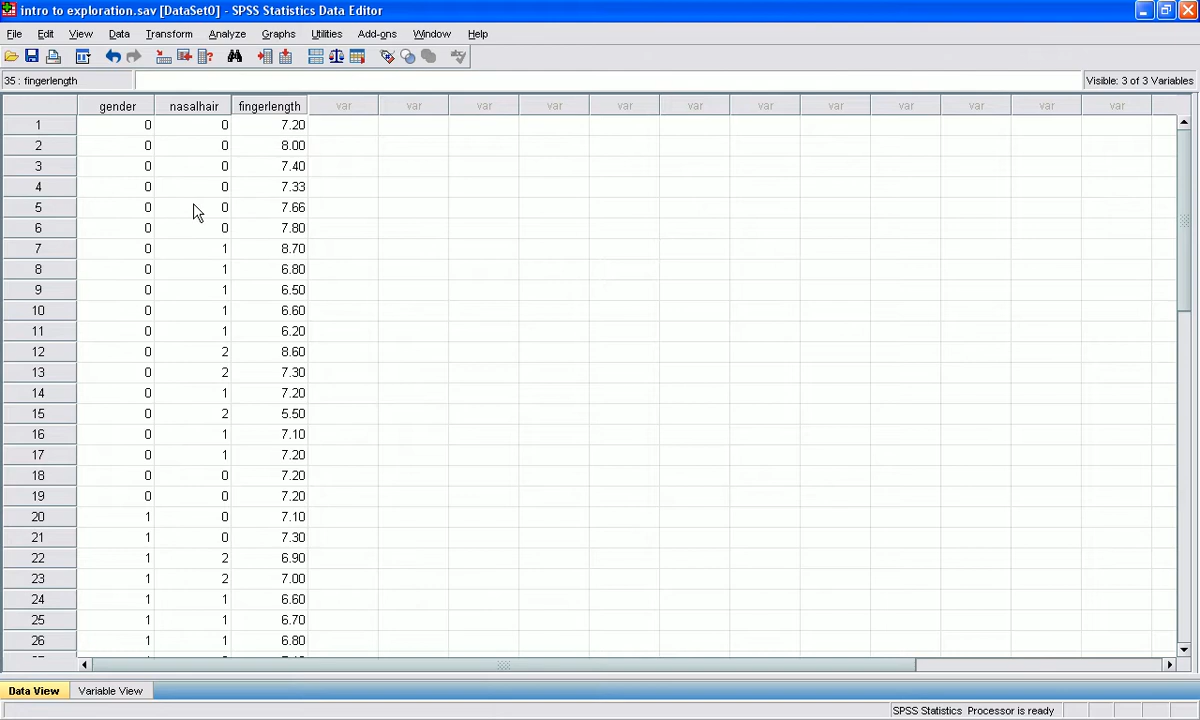 intro to exploration.sav [DataSet0] - SPSS Statistics Data Editor
File Edit View Data Transform Analyze Graphs Utilities Add-ons Window Help
35 : fingerlength Visible: 3 of 3 Variables
gender nasalhair fingerlength var var var var var var var var var var var var
1 0 0 7.20
2 0 0 8.00
3 0 0 7.40
4 0 0 7.33
5 0 0 7.66
6 0 0 7.80
7 0 1 8.70
8 0 1 6.80
9 0 1 6.50
10 0 1 6.60
11 0 1 6.20
12 0 2 8.60
13 0 2 7.30
14 0 1 7.20
15 0 2 5.50
16 0 1 7.10
17 0 1 7.20
18 0 0 7.20
19 0 0 7.20
20 1 0 7.10
21 1 0 7.30
22 1 2 6.90
23 1 2 7.00
24 1 1 6.60
25 1 1 6.70
26 1 1 6.80
Data View Variable View
SPSS Statistics Processor is ready